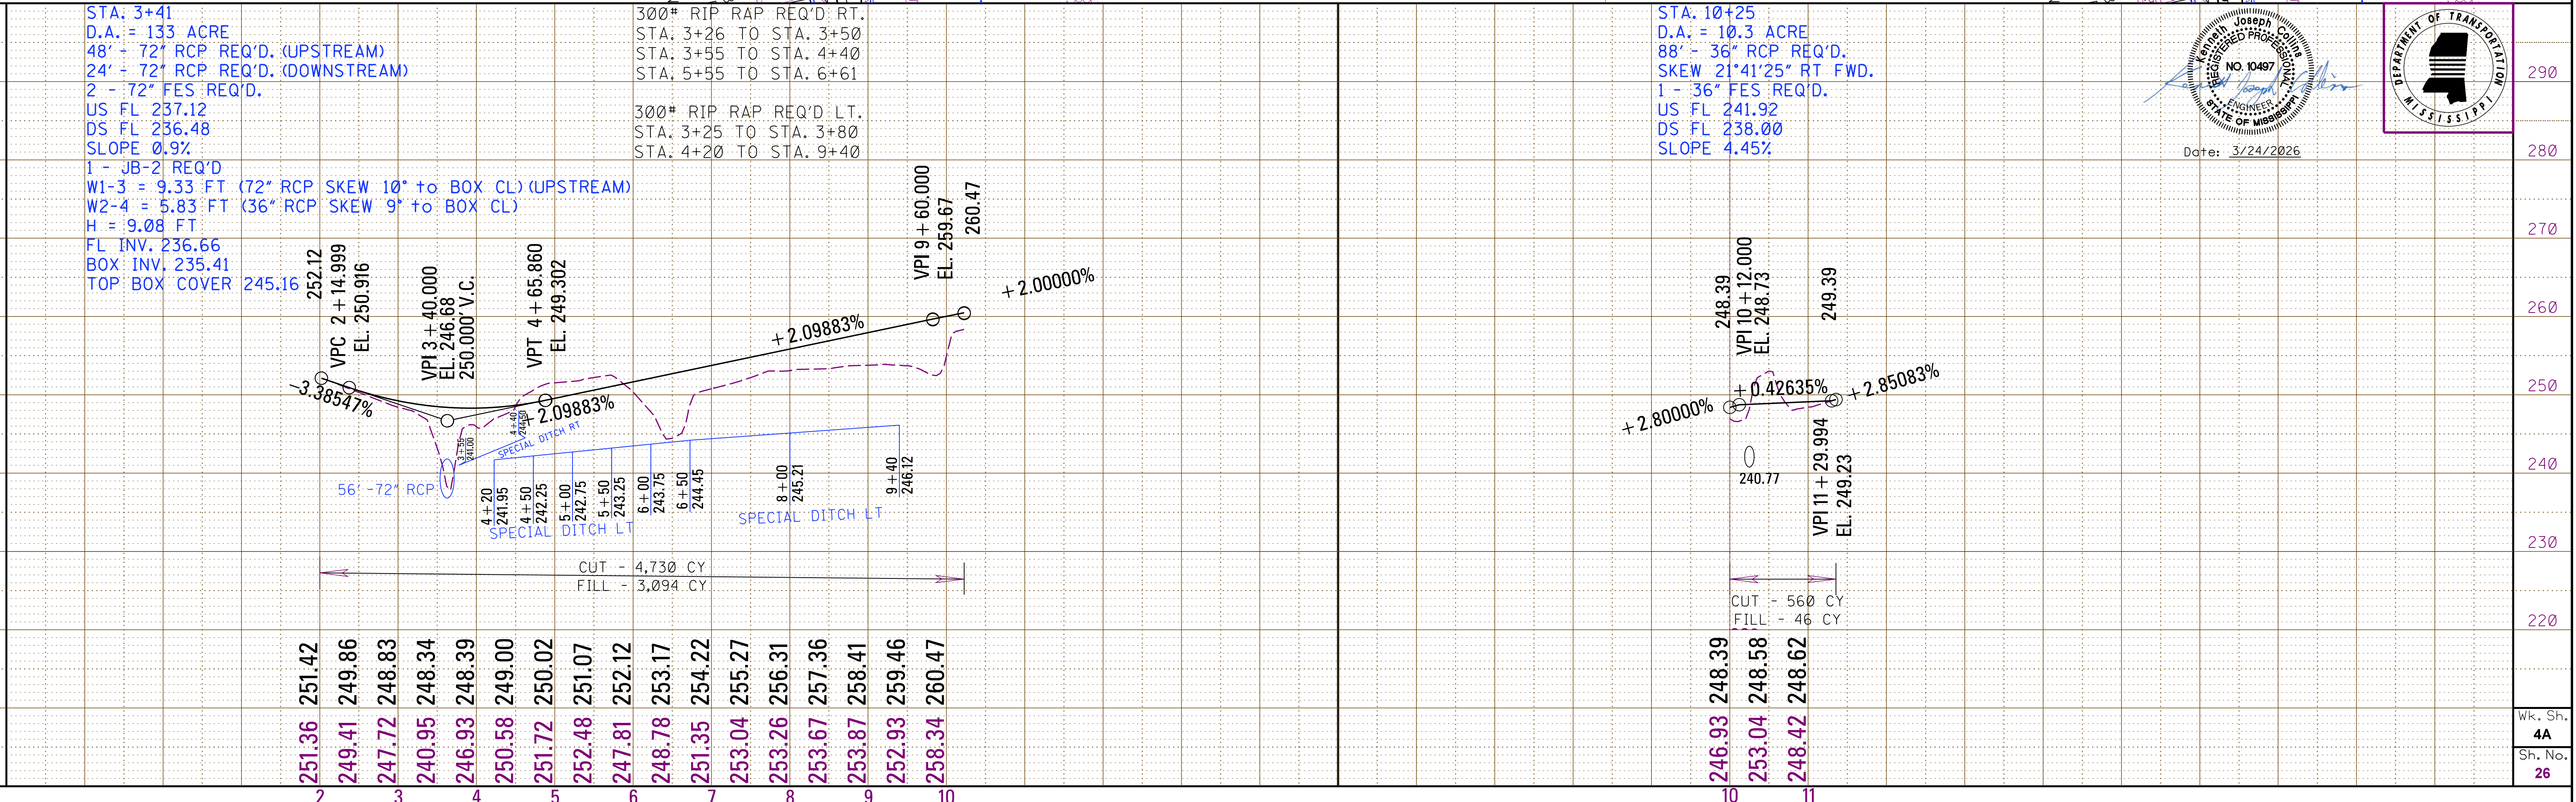 STA. 3+41
D.A. = 133 ACRE
48' - 72" RCP REQ'D. (UPSTREAM)
24' - 72" RCP REQ'D. (DOWNSTREAM)
2 - 72" FES REQ'D.
US FL 237.12
DS FL 236.48
SLOPE 0.9%
1 - JB-2 REQ'D
W1-3 = 9.33 FT (72" RCP SKEW 10° to BOX CL)(UPSTREAM)
W2-4 = 5.83 FT (36" RCP SKEW 9° to BOX CL)
H = 9.08 FT
FL INV. 236.66
BOX INV. 235.41
TOP BOX COVER 245.16
300# RIP RAP REQ'D RT.
STA. 3+26 TO STA. 3+50
STA. 3+55 TO STA. 4+40
STA. 5+55 TO STA. 6+61
300# RIP RAP REQ'D LT.
STA. 3+25 TO STA. 3+80
STA. 4+20 TO STA. 9+40
STA. 10+25
D.A. = 10.3 ACRE
88' - 36" RCP REQ'D.
SKEW 21°41'25" RT FWD.
1 - 36" FES REQ'D.
US FL 241.92
DS FL 238.00
SLOPE 4.45%
Kenneth Joseph Collins
REGISTERED PROFESSIONAL
NO. 10497
ENGINEER
STATE OF MISSISSIPPI
Date: 3/24/2026
DEPARTMENT OF TRANSPORTATION
MISSISSIPPI
290
280
270
260
250
240
230
220
252.12
VPC 2+14.999
EL. 250.916
VPI 3+40.000
EL. 246.68
250.000' V.C.
VPT 4+65.860
EL. 249.302
VPI 9+60.000
EL. 259.67
260.47
-3.38547%
+2.09883%
+2.09883%
+2.00000%
3+55
241.00
4+40
244.50
SPECIAL DITCH RT
56' -72" RCP
4+20
241.95
4+50
242.25
5+00
242.75
5+50
243.25
6+00
243.75
6+50
244.45
8+00
245.21
9+40
246.12
SPECIAL DITCH LT
SPECIAL DITCH LT
CUT - 4,730 CY
FILL - 3,094 CY
248.39
VPI 10+12.000
EL. 248.73
249.39
+2.80000%
+0.42635%
+2.85083%
240.77
VPI 11+29.994
EL. 249.23
CUT - 560 CY
FILL - 46 CY
251.42 249.86 248.83 248.34 248.39 249.00 250.02 251.07 252.12 253.17 254.22 255.27 256.31 257.36 258.41 259.46 260.47
251.36 249.41 247.72 240.95 246.93 250.58 251.72 252.48 247.81 248.78 251.35 253.04 253.26 253.67 253.87 252.93 258.34
2 3 4 5 6 7 8 9 10
248.39 248.58 248.62
246.93 253.04 248.42
10 11
Wk. Sh.
4A
Sh. No.
26